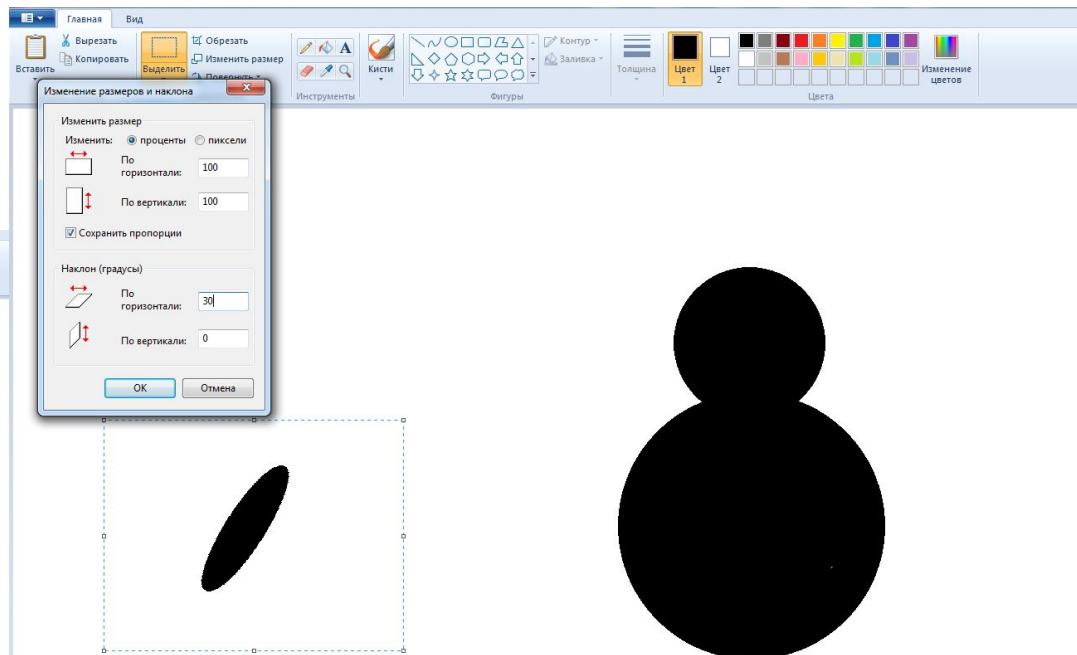 Главная Вид
Вставить
Вырезать
Копировать
Выделить
Обрезать
Изменить размер
Повернуть
Инструменты
Кисти
Контур
Заливка
Фигуры
Толщина
Цвет
1
Цвет
2
Изменение
цветов
Цвета
Изменение размеров и наклона
Изменить размер
Изменить: проценты пиксели
По
горизонтали: 100
По вертикали: 100
Сохранить пропорции
Наклон (градусы)
По
горизонтали: 30
По вертикали: 0
ОК Отмена